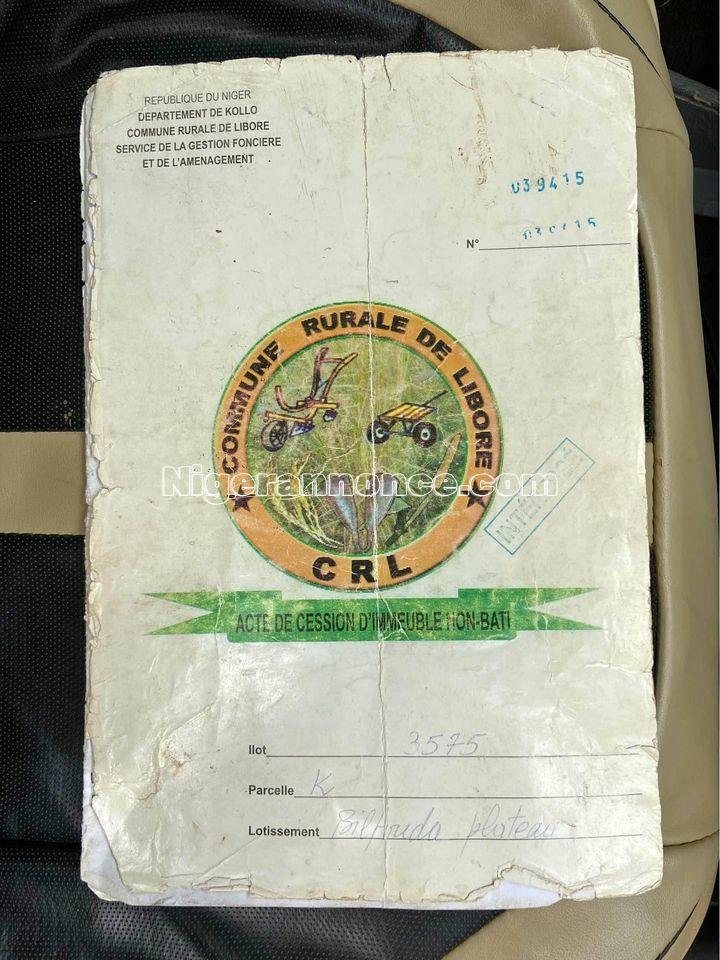 REPUBLIQUE DU NIGER
DEPARTEMENT DE KOLLO
COMMUNE RURALE DE LIBORE
SERVICE DE LA GESTION FONCIERE
ET DE L'AMENAGEMENT
039415
N°
COMMUNE RURALE DE LIBORE
Nigerannonce.com
CRL
ACTE DE CESSION D'IMMEUBLE NON-BATI
Ilot 3575
Parcelle K
Lotissement plateau